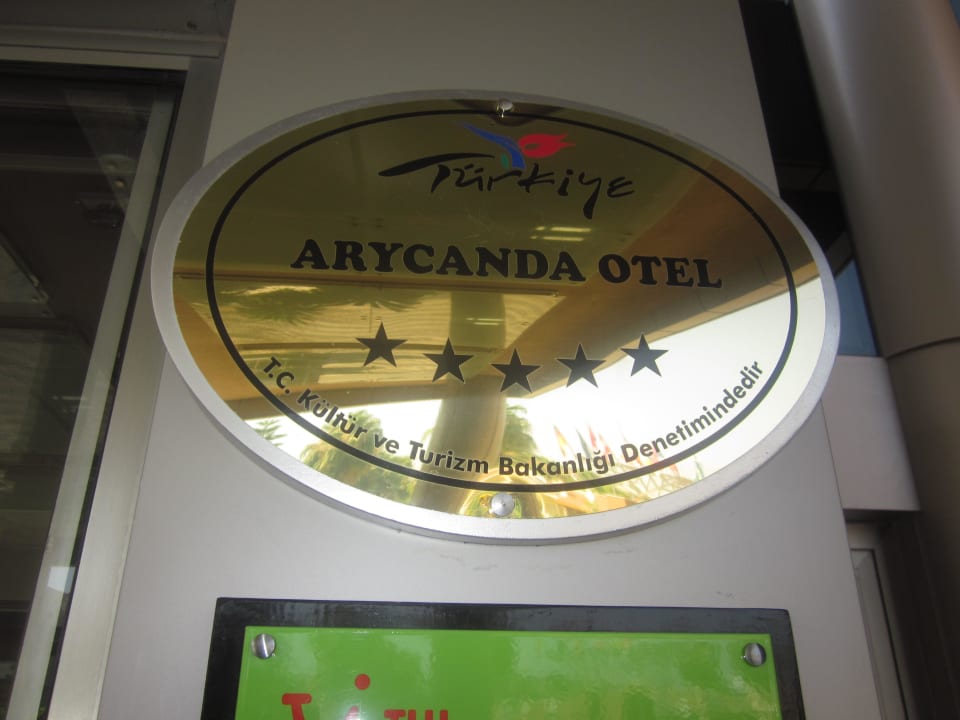 Türkiye
ARYCANDA OTEL
T.C. Kültür ve Turizm Bakanlığı Denetimindedir